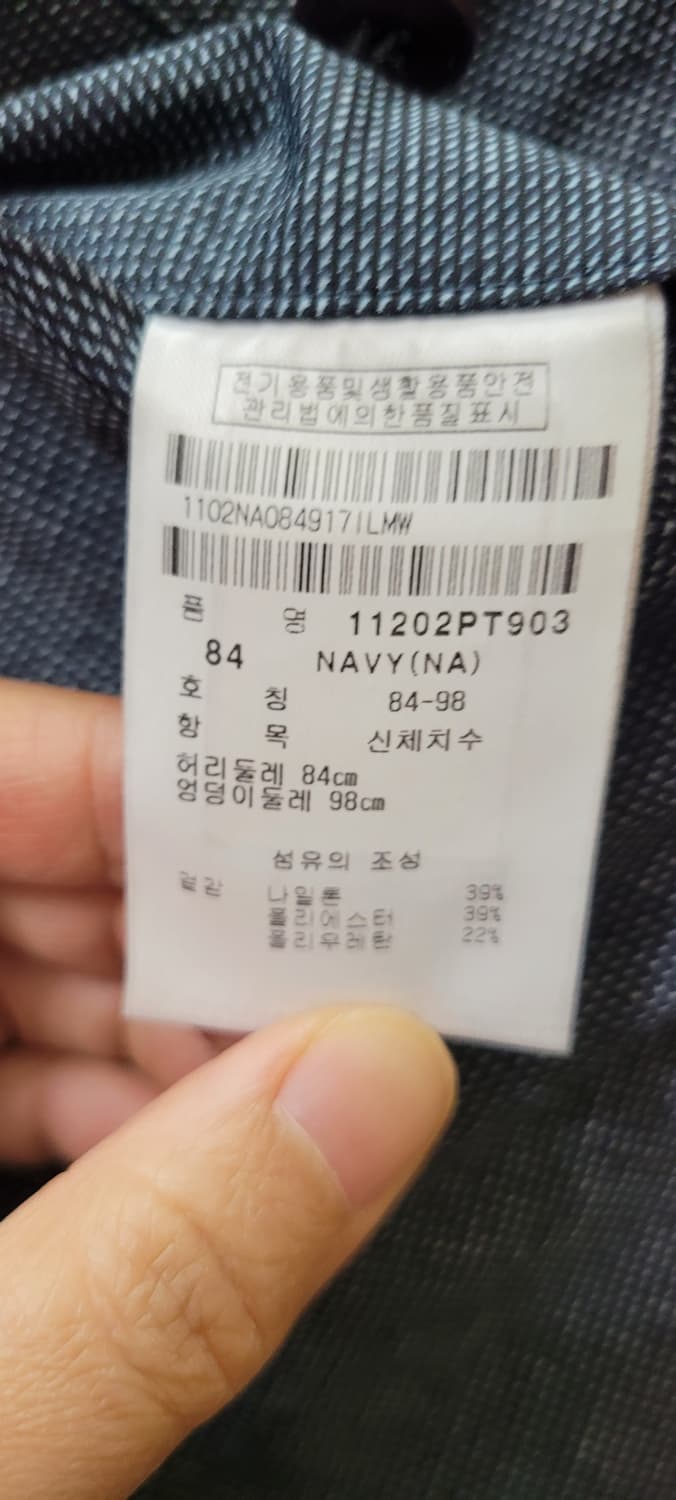 전기용품및생활용품안전
관리법에의한품질표시
1102NA0849171LMW
품 명 11202PT903
84 NAVY(NA)
호 칭 84-98
항 목 신체치수
허리둘레 84cm
엉덩이둘레 98cm
섬유의 조성
겉감 나일론 39%
폴리에스터 39%
폴리우레탄 22%